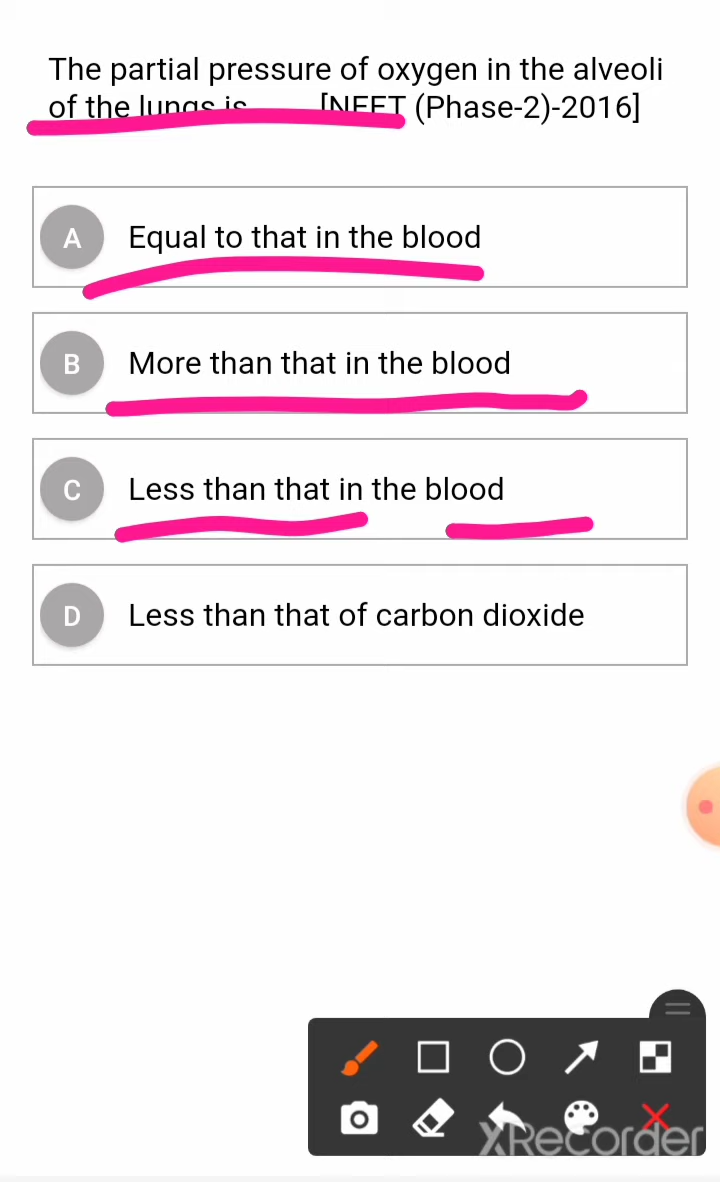 The partial pressure of oxygen in the alveoli
of the lungs is [NEET (Phase-2)-2016]
A Equal to that in the blood
B More than that in the blood
C Less than that in the blood
D Less than that of carbon dioxide
XRecorder